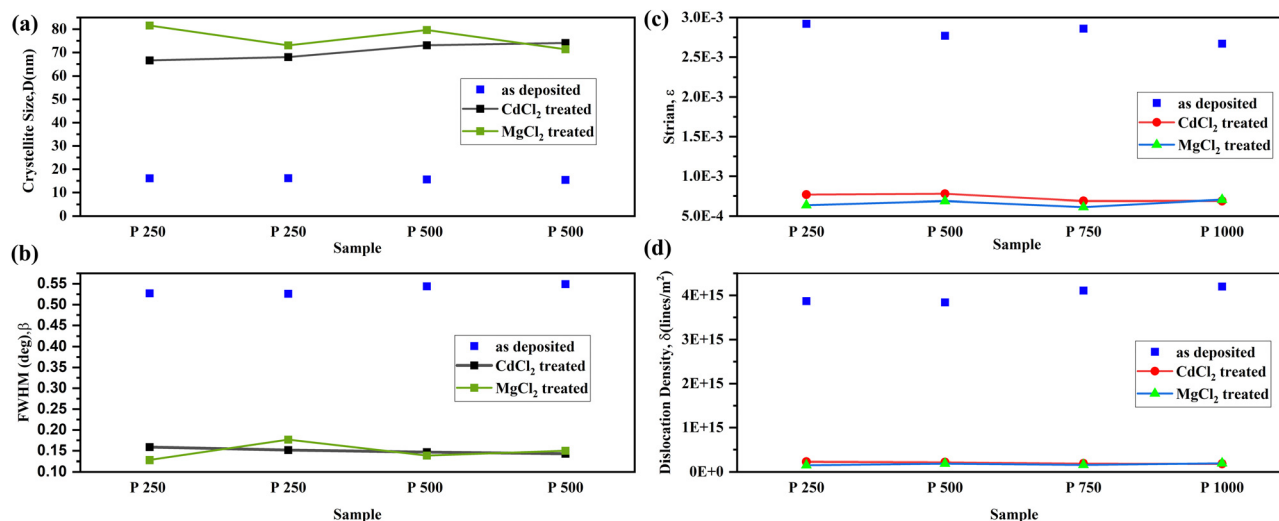 (a)
80
70
60
50
40
30
20
10
0
Crystellite Size,D(nm)
as deposited
CdCl₂ treated
MgCl₂ treated
P 250
P 250
P 500
P 500
Sample
(b)
0.55
0.50
0.45
0.40
0.35
0.30
0.25
0.20
0.15
0.10
FWHIM (deg),β
as deposited
CdCl₂ treated
MgCl₂ treated
P 250
P 250
P 500
P 500
Sample
(c)
3.0E-3
2.5E-3
2.0E-3
1.5E-3
1.0E-3
5.0E-4
Strian, ε
as deposited
CdCl₂ treated
MgCl₂ treated
P 250
P 500
P 750
P 1000
Sample
(d)
4E+15
3E+15
2E+15
1E+15
0E+0
Dislocation Density, δ(lines/m²)
as deposited
CdCl₂ treated
MgCl₂ treated
P 250
P 500
P 750
P 1000
Sample